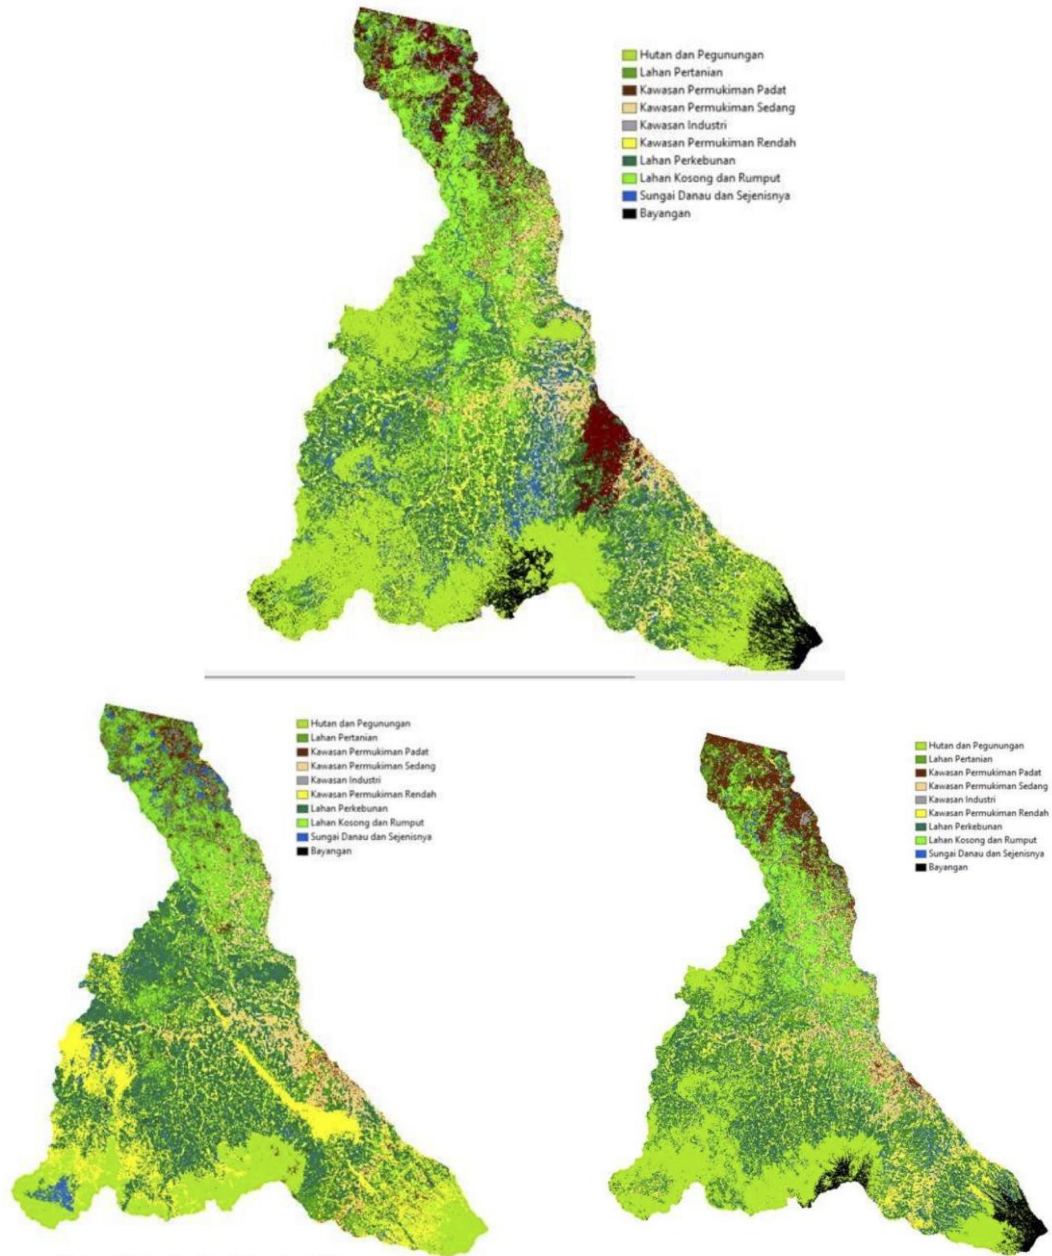 Hutan dan Pegunungan
Lahan Pertanian
Kawasan Permukiman Padat
Kawasan Permukiman Sedang
Kawasan Industri
Kawasan Permukiman Rendah
Lahan Perkebunan
Lahan Kosong dan Rumput
Sungai Danau dan Sejenisnya
Bayangan
Hutan dan Pegunungan
Lahan Pertanian
Kawasan Permukiman Padat
Kawasan Permukiman Sedang
Kawasan Industri
Kawasan Permukiman Rendah
Lahan Perkebunan
Lahan Kosong dan Rumput
Sungai Danau dan Sejenisnya
Bayangan
Hutan dan Pegunungan
Lahan Pertanian
Kawasan Permukiman Padat
Kawasan Permukiman Sedang
Kawasan Industri
Kawasan Permukiman Rendah
Lahan Perkebunan
Lahan Kosong dan Rumput
Sungai Danau dan Sejenisnya
Bayangan